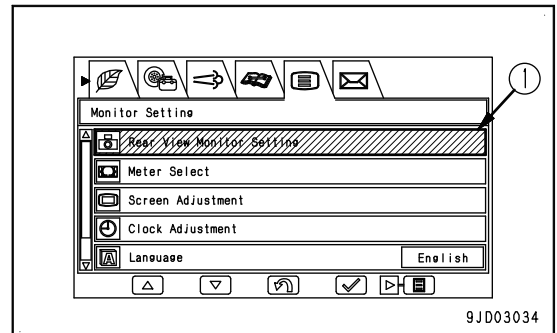 1
Monitor Setting
Rear View Monitor Setting
Meter Select
Screen Adjustment
Clock Adjustment
A Language English
9JD03034